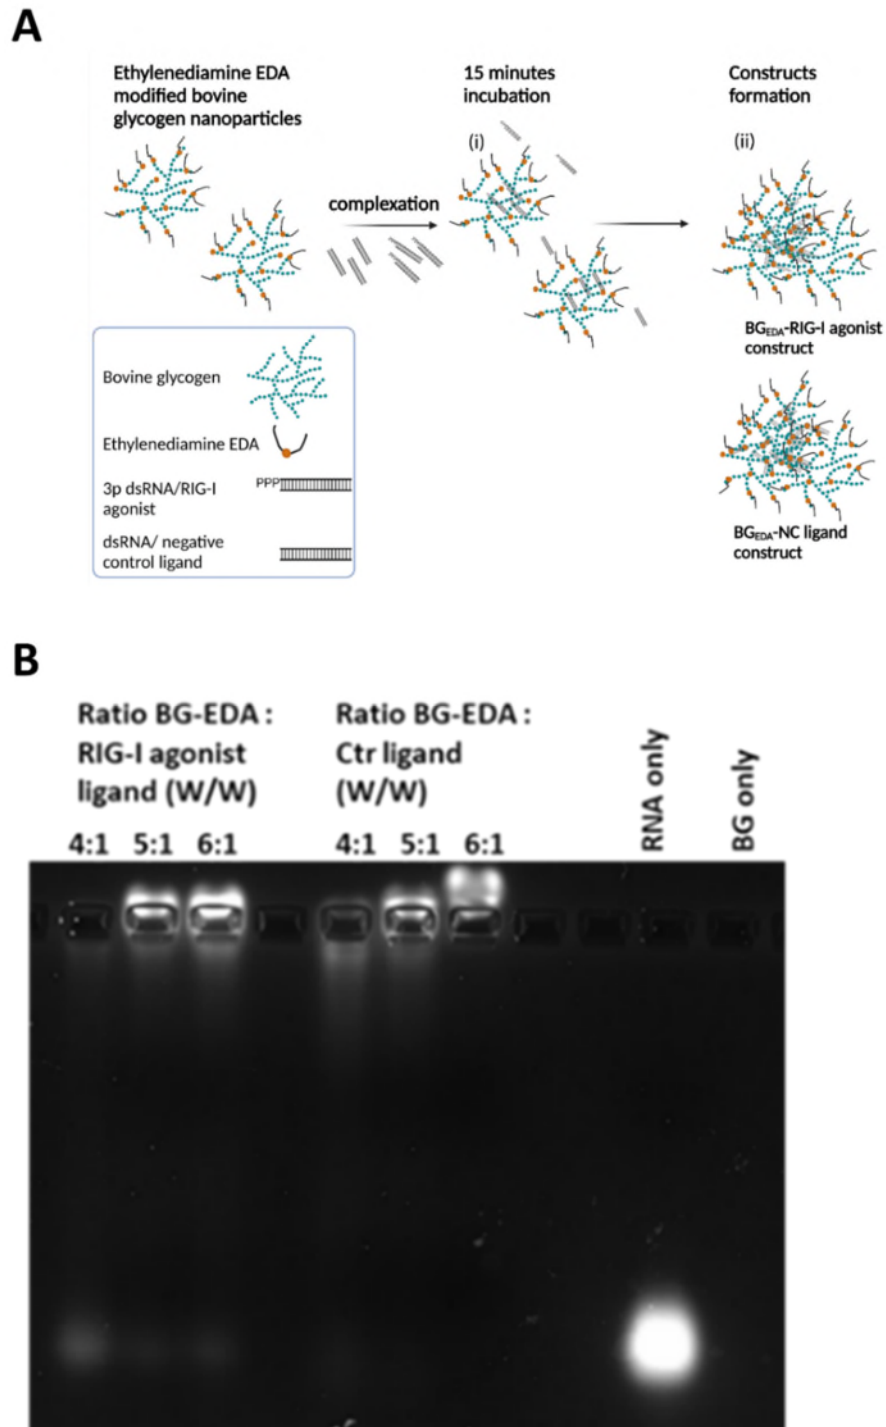 A
Ethylenediamine EDA
modified bovine
glycogen nanoparticles
15 minutes
incubation
Constructs
formation
(i)
(ii)
complexation
BGEDA-RIG-I agonist
construct
Bovine glycogen
Ethylenediamine EDA
3p dsRNA/RIG-I
agonist
PPP
dsRNA/ negative
control ligand
BGEDA-NC ligand
construct
B
Ratio BG-EDA :
RIG-I agonist
ligand (W/W)
Ratio BG-EDA :
Ctr ligand
(W/W)
RNA only
BG only
4:1 5:1 6:1
4:1 5:1 6:1